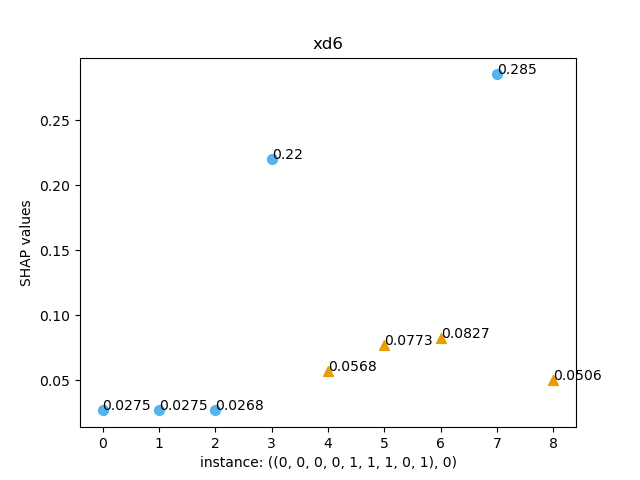 xd6
0.285
0.25
0.22
0.20
SHAP values
0.15
0.10
0.0827
0.0773
0.0568
0.05
0.0506
0.0275 0.0275 0.0268
0 1 2 3 4 5 6 7 8
instance: ((0, 0, 0, 0, 1, 1, 1, 0, 1), 0)